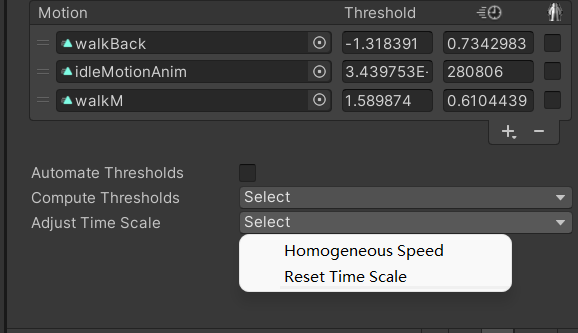 Motion Threshold
walkBack -1.318391 0.7342983
idleMotionAnim 3.439753E- 280806
walkM 1.589874 0.6104439
Automate Thresholds
Compute Thresholds Select
Adjust Time Scale Select
Homogeneous Speed
Reset Time Scale